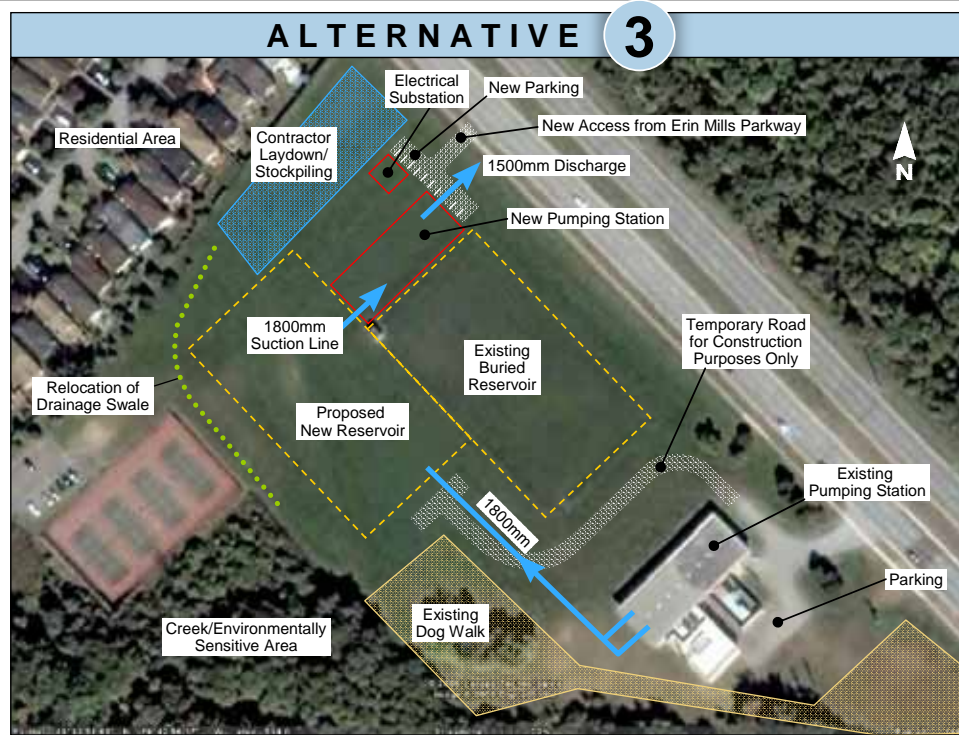 ALTERNATIVE 3
Electrical
Substation
New Parking
Residential Area
Contractor
Laydown/
Stockpiling
New Access from Erin Mills Parkway
N
1500mm Discharge
New Pumping Station
1800mm
Suction Line
Existing
Buried
Reservoir
Temporary Road
for Construction
Purposes Only
Relocation of
Drainage Swale
Proposed
New Reservoir
Existing
Pumping Station
1800mm
Parking
Existing
Dog Walk
Creek/Environmentally
Sensitive Area